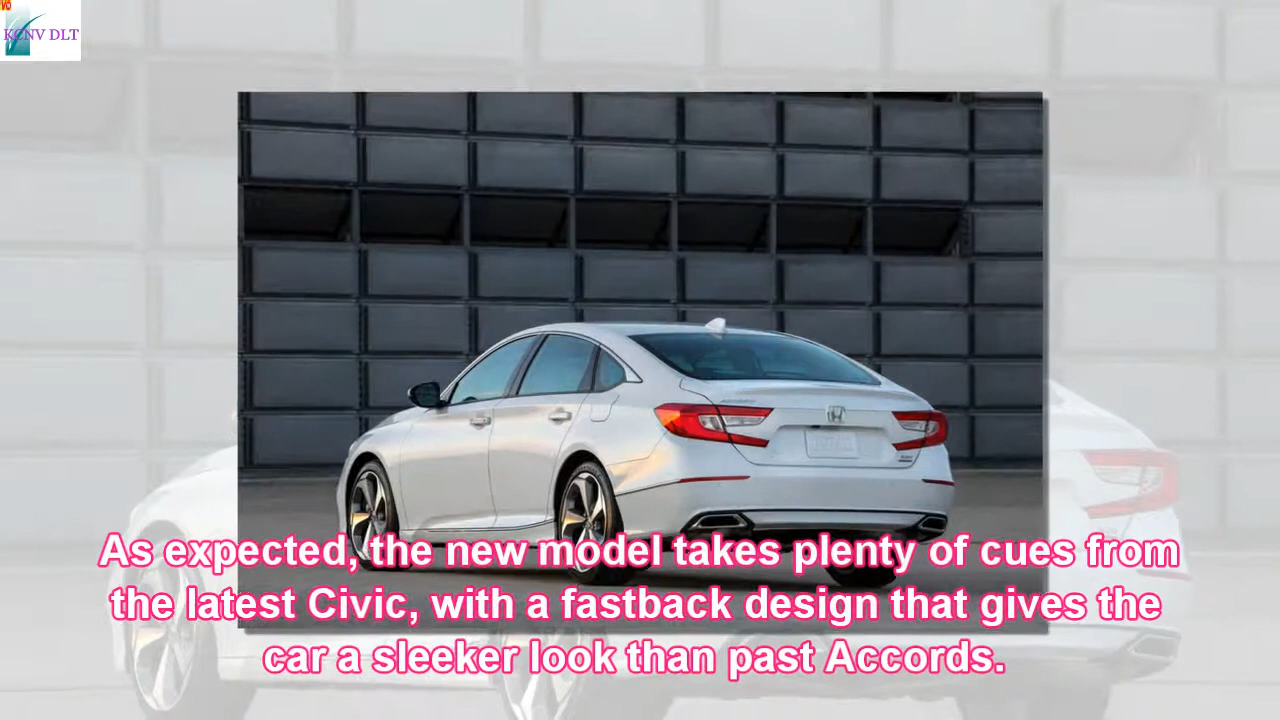 VO
KCNV DLT
As expected, the new model takes plenty of cues from
the latest Civic, with a fastback design that gives the
car a sleeker look than past Accords.